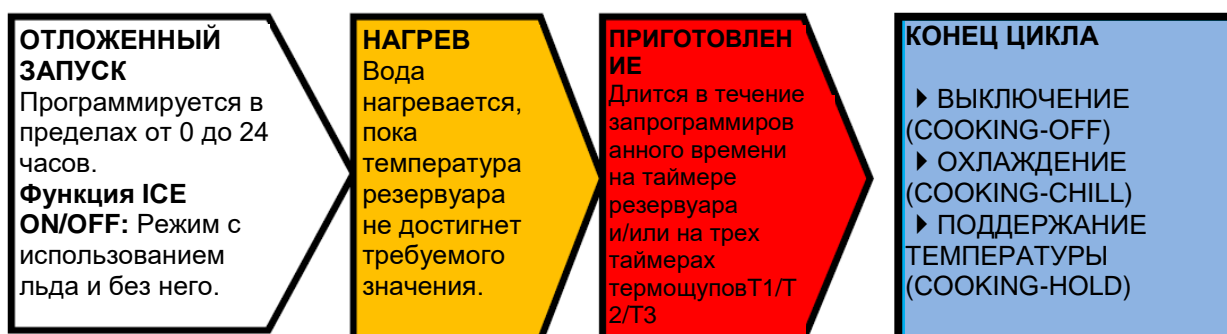 ОТЛОЖЕННЫЙ
ЗАПУСК
Программируется в
пределах от 0 до 24
часов.
Функция ICE
ON/OFF: Режим с
использованием
льда и без него.
НАГРЕВ
Вода
нагревается,
пока
температура
резервуара
не достигнет
требуемого
значения.
ПРИГОТОВЛЕН
ИЕ
Длится в течение
запрограммиров
анного времени
на таймере
резервуара
и/или на трех
таймерах
термощуповT1/T
2/T3
КОНЕЦ ЦИКЛА
ВЫКЛЮЧЕНИЕ
(COOKING-OFF)
ОХЛАЖДЕНИЕ
(COOKING-CHILL)
ПОДДЕРЖАНИЕ
ТЕМПЕРАТУРЫ
(COOKING-HOLD)